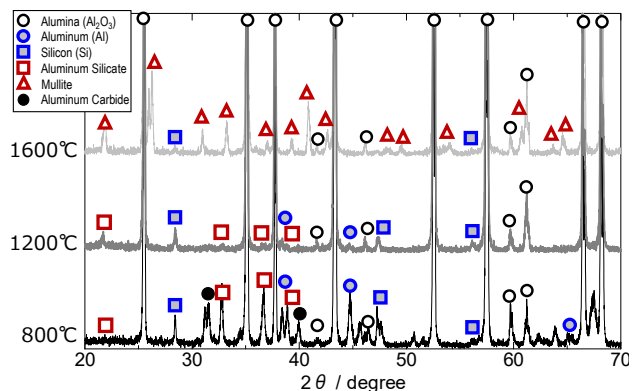 Alumina (Al₂O₃)
Aluminum (Al)
Silicon (Si)
Aluminum Silicate
Mullite
Aluminum Carbide
1600℃
1200℃
800℃
20 30 40 50 60 70
2 θ / degree